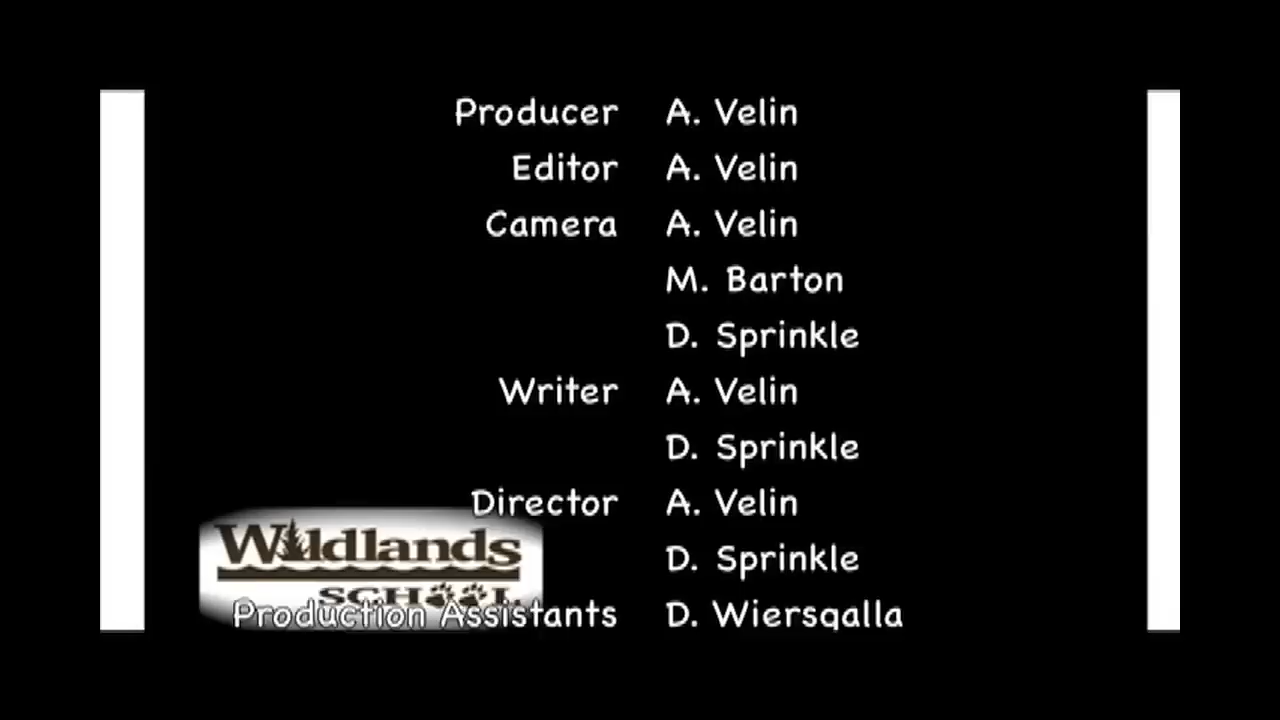 Producer A. Velin
Editor A. Velin
Camera A. Velin
M. Barton
D. Sprinkle
Writer A. Velin
D. Sprinkle
Director A. Velin
Wildlands
D. Sprinkle
SCHOOL
Production Assistants D. Wiersgalla